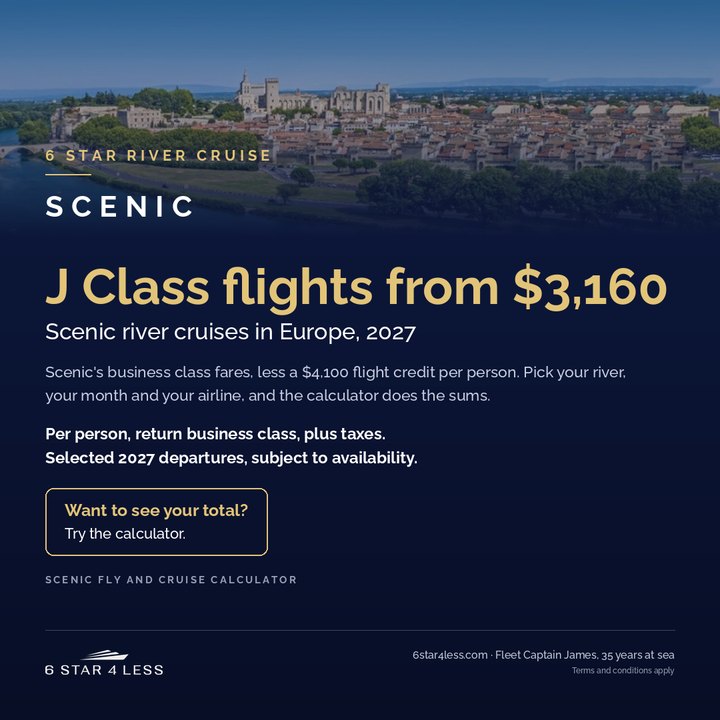 6 STAR RIVER CRUISE
SCENIC
J Class flights from $3,160
Scenic river cruises in Europe, 2027
Scenic's business class fares, less a $4,100 flight credit per person. Pick your river,
your month and your airline, and the calculator does the sums.
Per person, return business class, plus taxes.
Selected 2027 departures, subject to availability.
Want to see your total?
Try the calculator.
SCENIC FLY AND CRUISE CALCULATOR
6 STAR 4 LESS
6star4less.com · Fleet Captain James, 35 years at sea
Terms and conditions apply